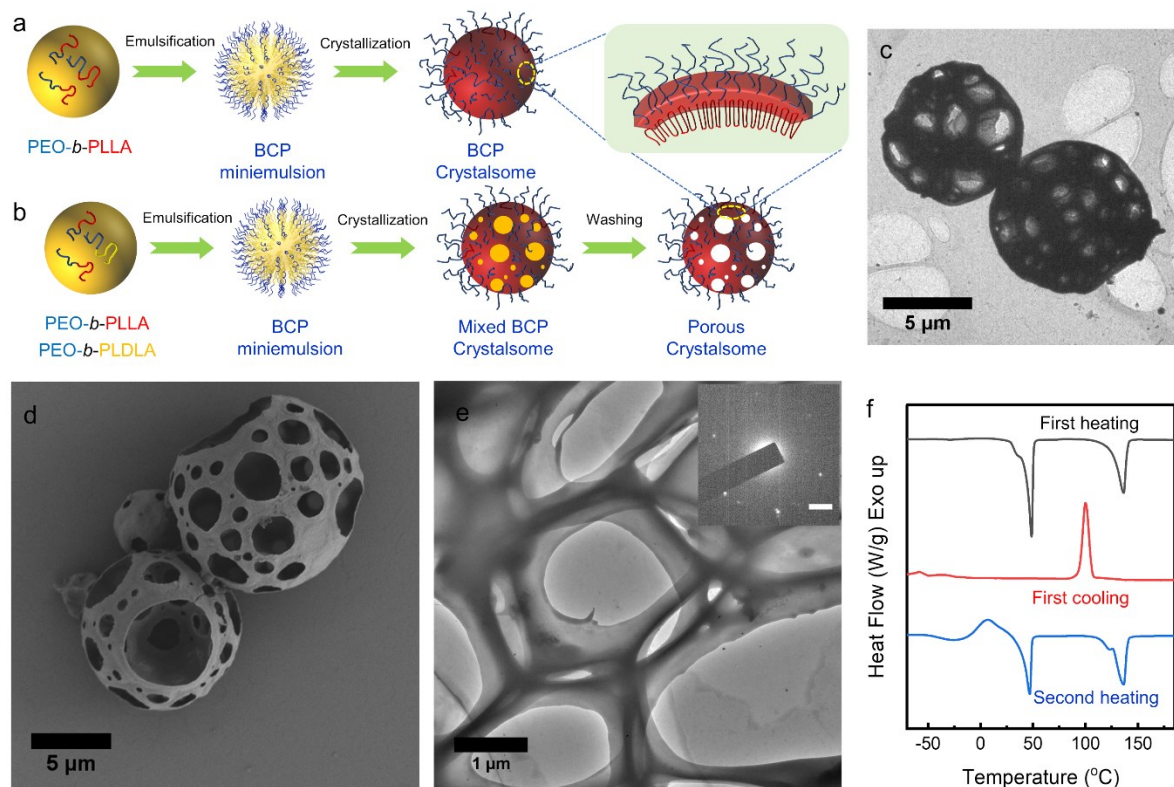 a
Emulsification
Crystallization
PEO-b-PLLA
BCP
miniemulsion
BCP
Crystalsome
b
Emulsification
Crystallization
Washing
PEO-b-PLLA
PEO-b-PLDLA
BCP
miniemulsion
Mixed BCP
Crystalsome
Porous
Crystalsome
c
5 µm
d
5 µm
e
1 µm
f
First heating
First cooling
Second heating
Heat Flow (W/g) Exo up
-50 0 50 100 150
Temperature (°C)